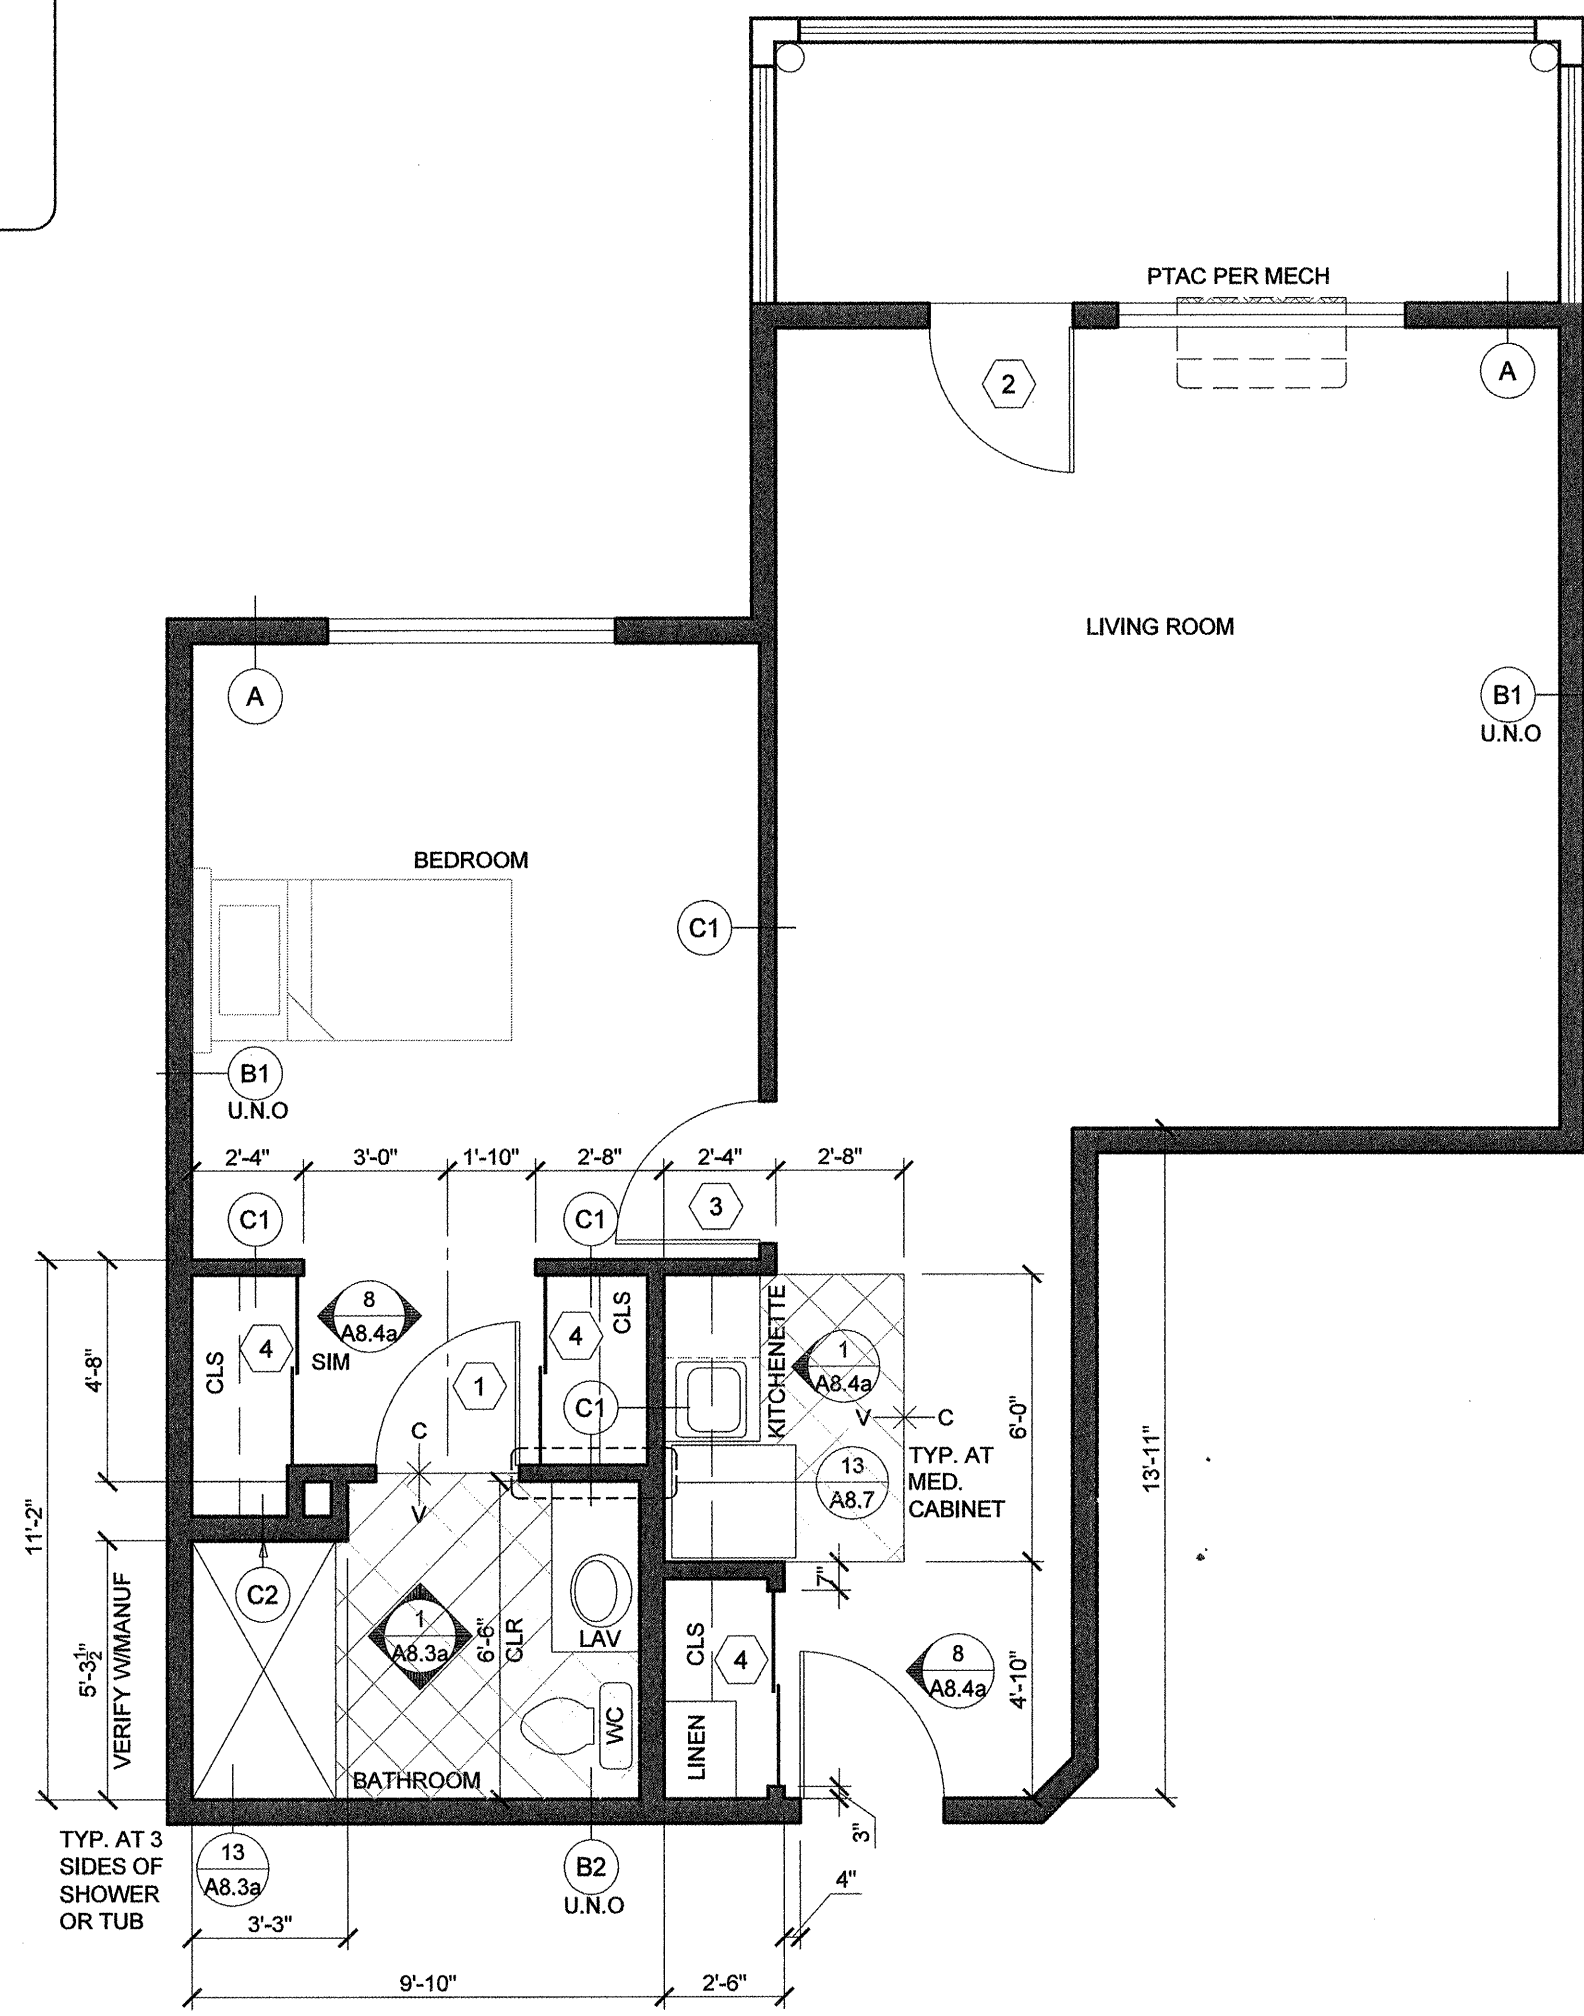 PTAC PER MECH
2
A
LIVING ROOM
A
B1
U.N.O
BEDROOM
C1
B1
U.N.O
2'-4"
3'-0"
1'-10"
2'-8"
2'-4"
2'-8"
C1
C1
3
8
A8.4a
SIM
4
CLS
4
CLS
1
C1
KITCHENETTE
1
A8.4a
V
C
4'-8"
6'-0"
C
V
13
A8.7
TYP. AT
MED.
CABINET
13'-11"
11'-2"
C2
7"
5'-3½"
VERIFY W/MANUF
1
A8.3a
6'-6"
CLR
LAV
CLS
4
8
A8.4a
4'-10"
WC
LINEN
BATHROOM
3"
TYP. AT 3
SIDES OF
SHOWER
OR TUB
13
A8.3a
B2
U.N.O
4"
3'-3"
9'-10"
2'-6"